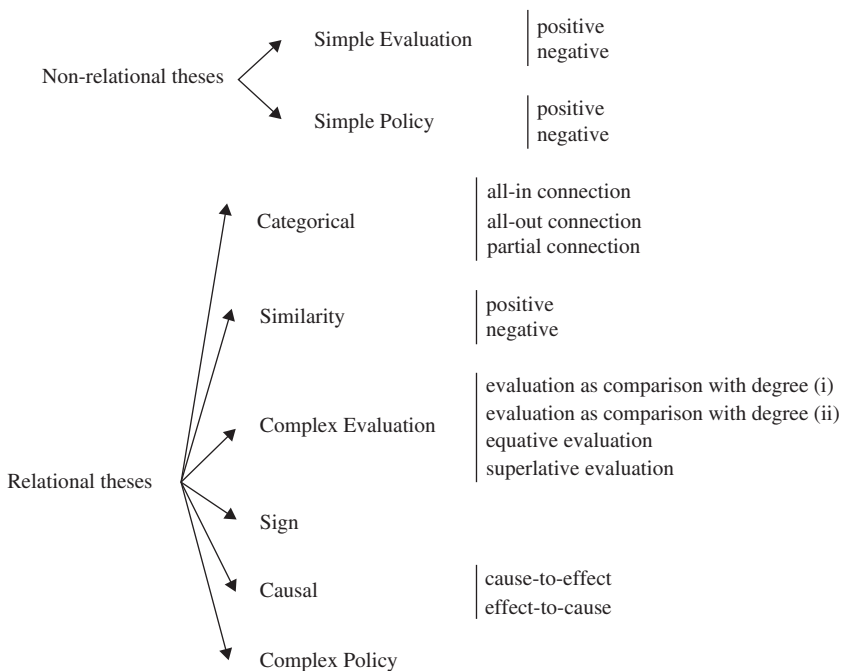 Simple Evaluation
positive
negative
Non-relational theses
Simple Policy
positive
negative
Categorical
all-in connection
all-out connection
partial connection
Similarity
positive
negative
Complex Evaluation
evaluation as comparison with degree (i)
evaluation as comparison with degree (ii)
equative evaluation
superlative evaluation
Relational theses
Sign
Causal
cause-to-effect
effect-to-cause
Complex Policy